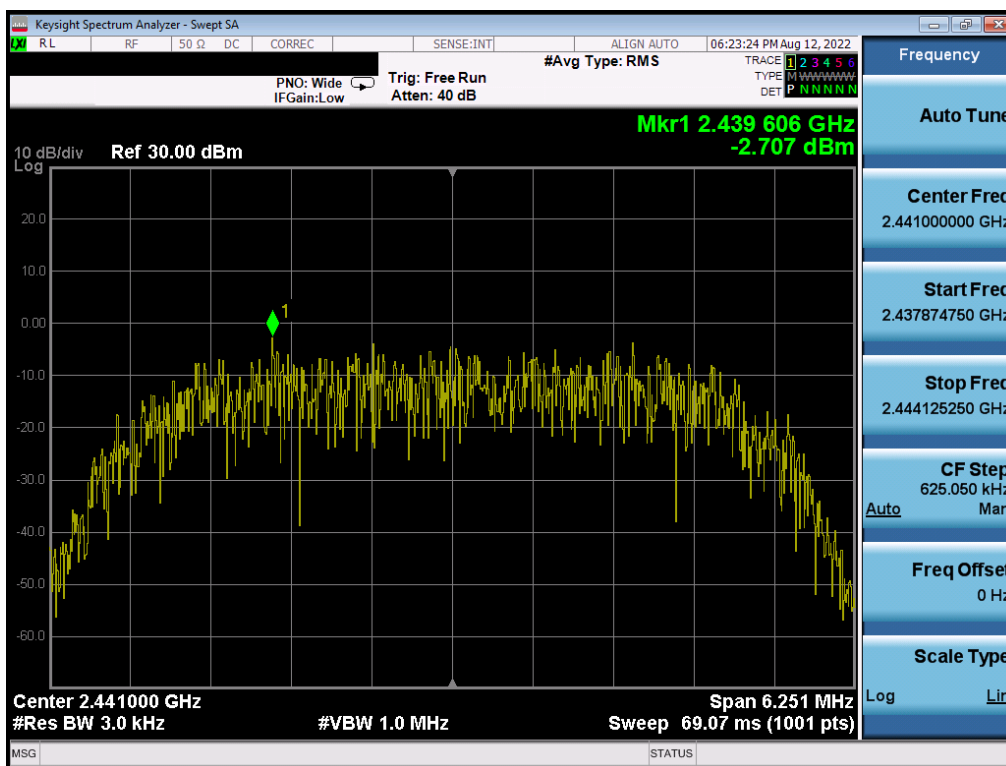 Keysight Spectrum Analyzer - Swept SA
LXI RL RF 50 Ω DC CORREC SENSE:INT ALIGN AUTO 06:23:24 PM Aug 12, 2022
#Avg Type: RMS TRACE 1 2 3 4 5 6
PNO: Wide Trig: Free Run TYPE M WWWWW
IFGain:Low Atten: 40 dB DET P N N N N N
Mkr1 2.439 606 GHz
-2.707 dBm
10 dB/div Ref 30.00 dBm
Log
20.0
10.0
1
0.00
-10.0
-20.0
-30.0
-40.0
-50.0
-60.0
Center 2.441000 GHz Span 6.251 MHz
#Res BW 3.0 kHz #VBW 1.0 MHz Sweep 69.07 ms (1001 pts)
MSG STATUS
Frequency
Auto Tune
Center Freq
2.441000000 GHz
Start Freq
2.437874750 GHz
Stop Freq
2.444125250 GHz
CF Step
625.050 kHz
Auto Man
Freq Offset
0 Hz
Scale Type
Log Lin